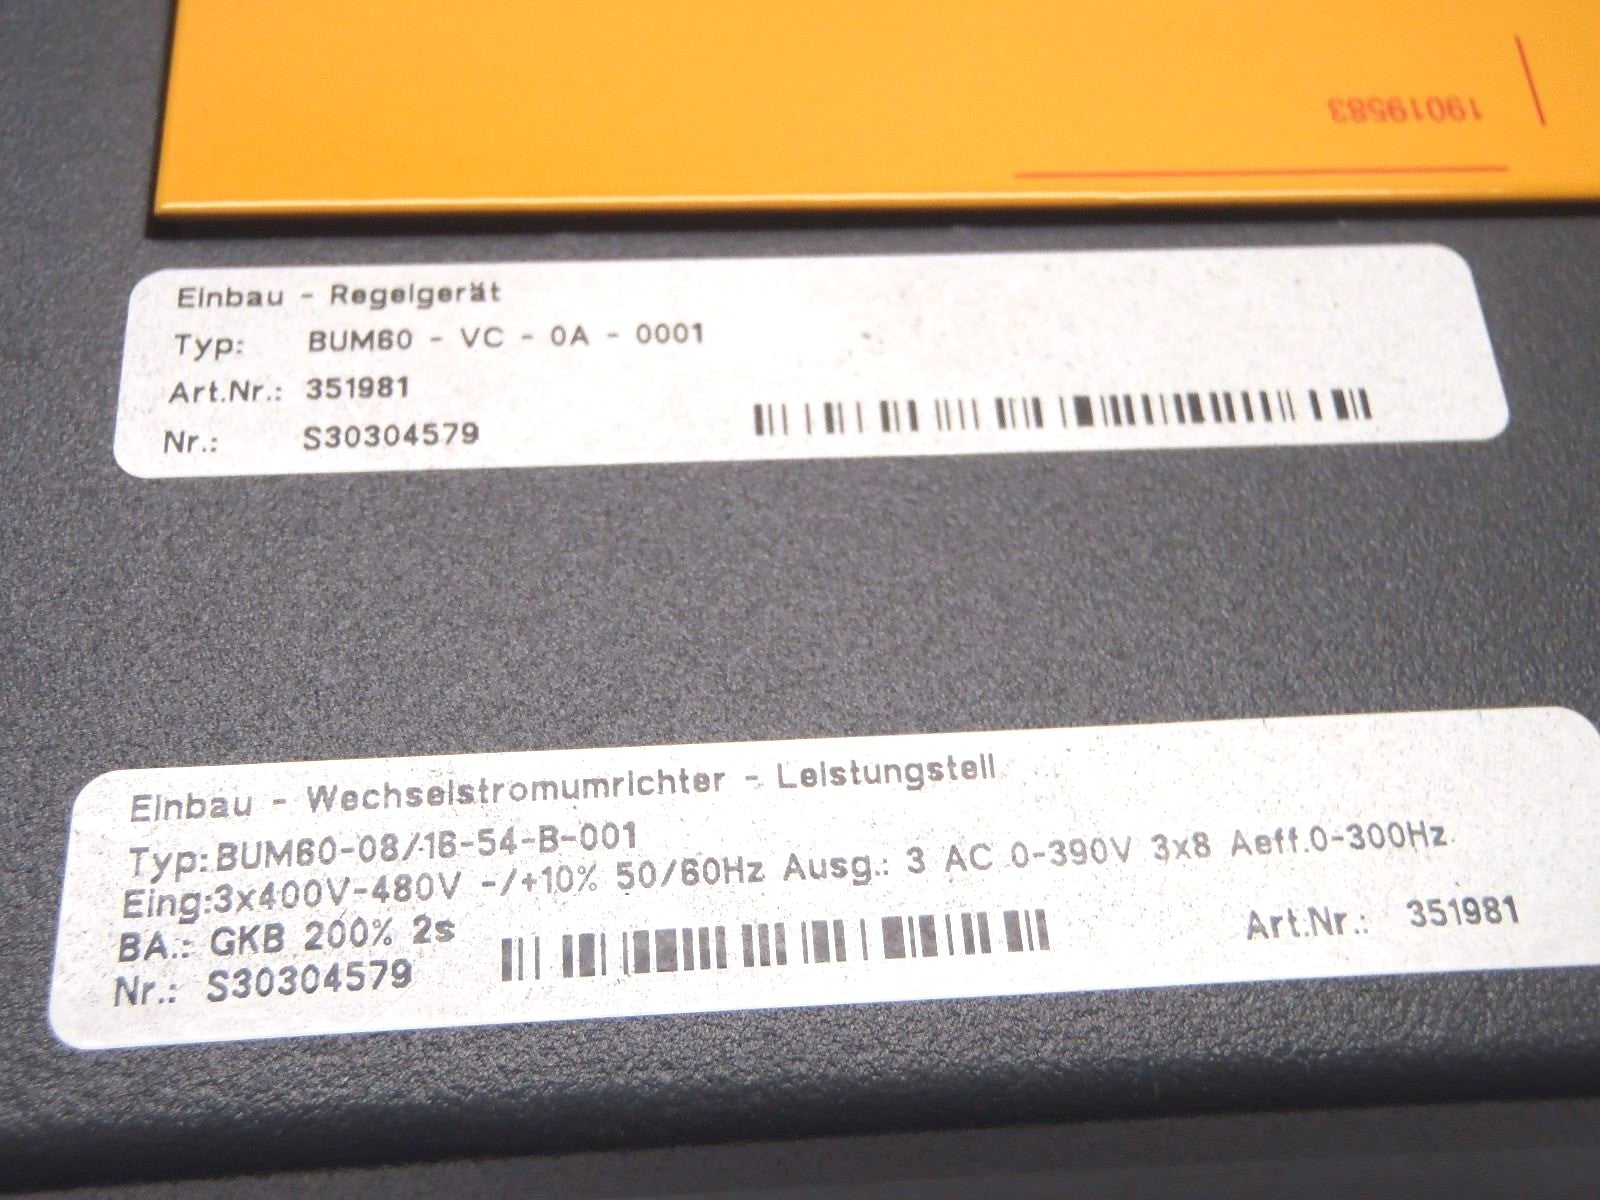 19019583
Einbau - Regelgerät
Typ: BUM60 - VC - 0A - 0001
Art.Nr.: 351981
Nr.: S30304579
Einbau - Wechselstromumrichter - Leistungsteil
Typ:BUM60-08/16-54-B-001
Eing:3x400V-480V -/+10% 50/60Hz Ausg.: 3 AC 0-390V 3x8 Aeff.0-300Hz
BA.: GKB 200% 2s
Art.Nr.: 351981
Nr.: S30304579